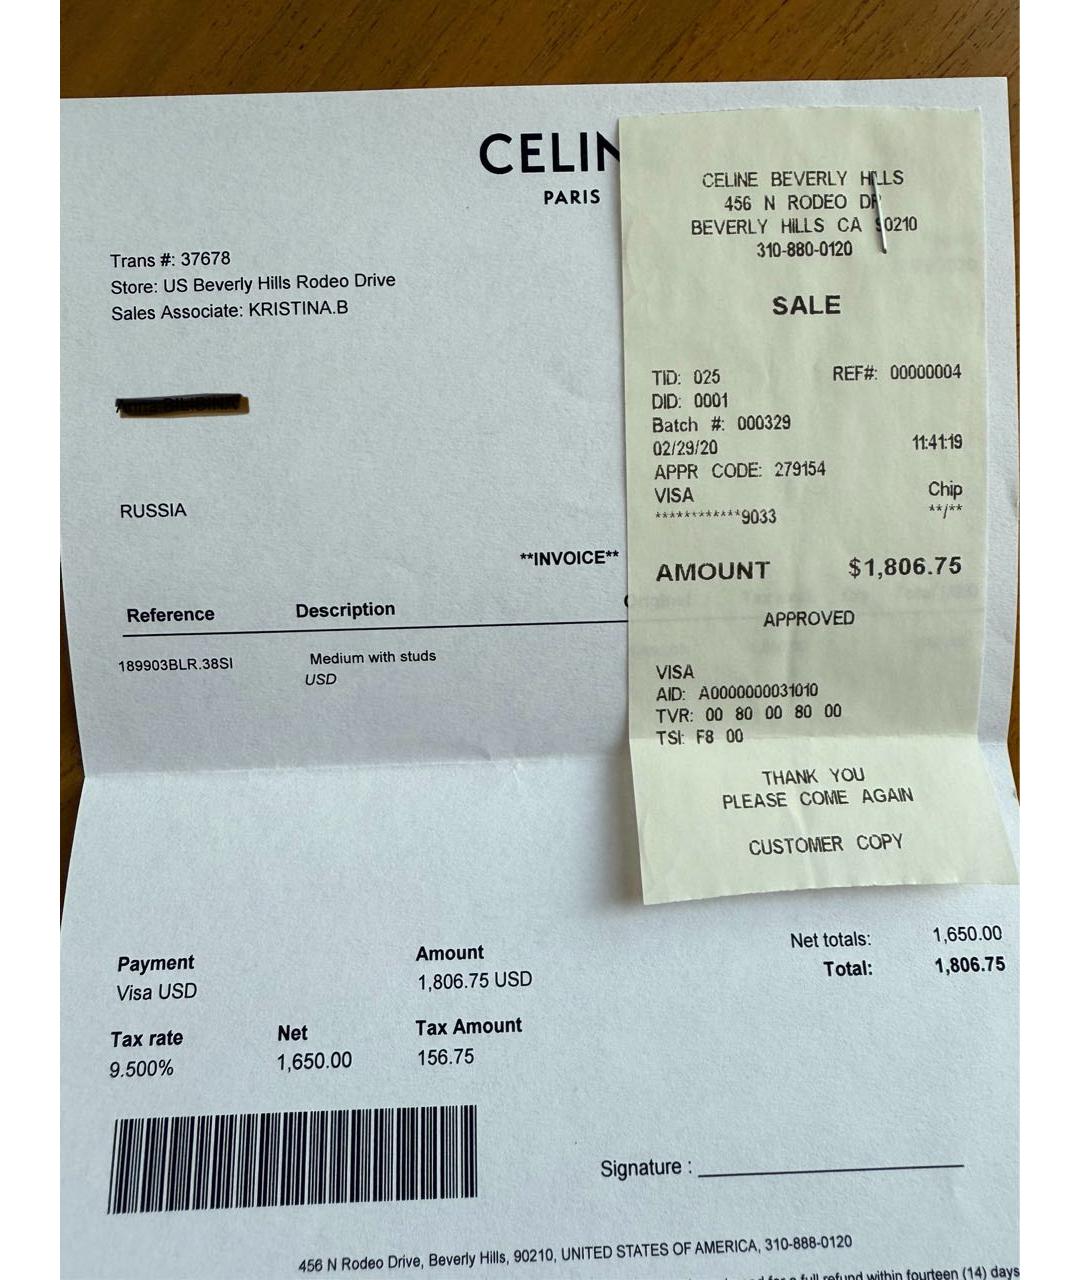 CELIN
PARIS
Trans #: 37678
Store: US Beverly Hills Rodeo Drive
Sales Associate: KRISTINA.B
RUSSIA
**INVOICE**
Reference Description
189903BLR.38SI Medium with studs
USD
CELINE BEVERLY HILLS
456 N RODEO DR
BEVERLY HILLS CA 90210
310-880-0120
SALE
TID: 025 REF#: 00000004
DID: 0001
Batch #: 000329
02/29/20 11:41:19
APPR CODE: 279154
VISA Chip
************9033 **/**
AMOUNT $1,806.75
APPROVED
VISA
AID: A0000000031010
TVR: 00 80 00 80 00
TSI: F8 00
THANK YOU
PLEASE COME AGAIN
CUSTOMER COPY
Net totals: 1,650.00
Total: 1,806.75
Payment Amount
Visa USD 1,806.75 USD
Tax rate Net Tax Amount
9.500% 1,650.00 156.75
Signature :
456 N Rodeo Drive, Beverly Hills, 90210, UNITED STATES OF AMERICA, 310-888-0120
for a full refund within fourteen (14) days